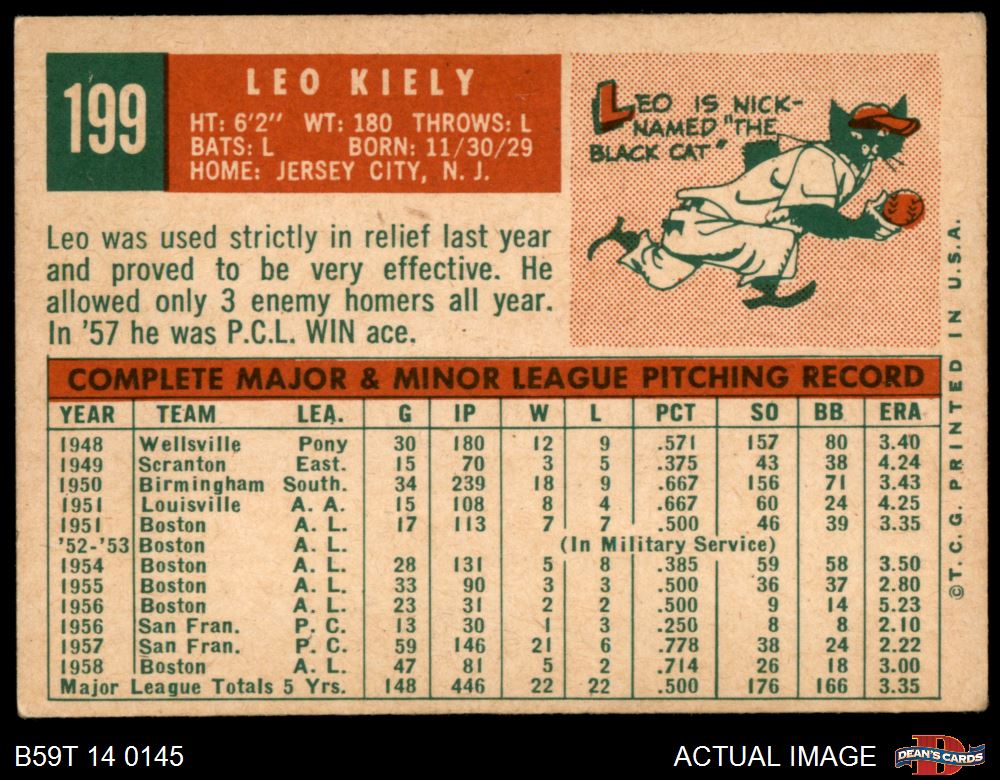 199
LEO KIELY
HT: 6'2" WT: 180 THROWS: L
BATS: L BORN: 11/30/29
HOME: JERSEY CITY, N. J.
LEO IS NICK-
NAMED "THE
BLACK CAT"
Leo was used strictly in relief last year
and proved to be very effective. He
allowed only 3 enemy homers all year.
In '57 he was P.C.L. WIN ace.
COMPLETE MAJOR & MINOR LEAGUE PITCHING RECORD
YEAR TEAM LEA. G IP W L PCT SO BB ERA
1948 Wellsville Pony 30 180 12 9 .571 157 80 3.40
1949 Scranton East. 15 70 3 5 .375 43 38 4.24
1950 Birmingham South. 34 239 18 9 .667 156 71 3.43
1951 Louisville A. A. 15 108 8 4 .667 60 24 4.25
1951 Boston A. L. 17 113 7 7 .500 46 39 3.35
'52-'53 Boston A. L. (In Military Service)
1954 Boston A. L. 28 131 5 8 .385 59 58 3.50
1955 Boston A. L. 33 90 3 3 .500 36 37 2.80
1956 Boston A. L. 23 31 2 2 .500 9 14 5.23
1956 San Fran. P. C. 13 30 1 3 .250 8 8 2.10
1957 San Fran. P. C. 59 146 21 6 .778 38 24 2.22
1958 Boston A. L. 47 81 5 2 .714 26 18 3.00
Major League Totals 5 Yrs. 148 446 22 22 .500 176 166 3.35
©T.C.G. PRINTED IN U.S.A.
B59T 14 0145
ACTUAL IMAGE
DEAN'S CARDS